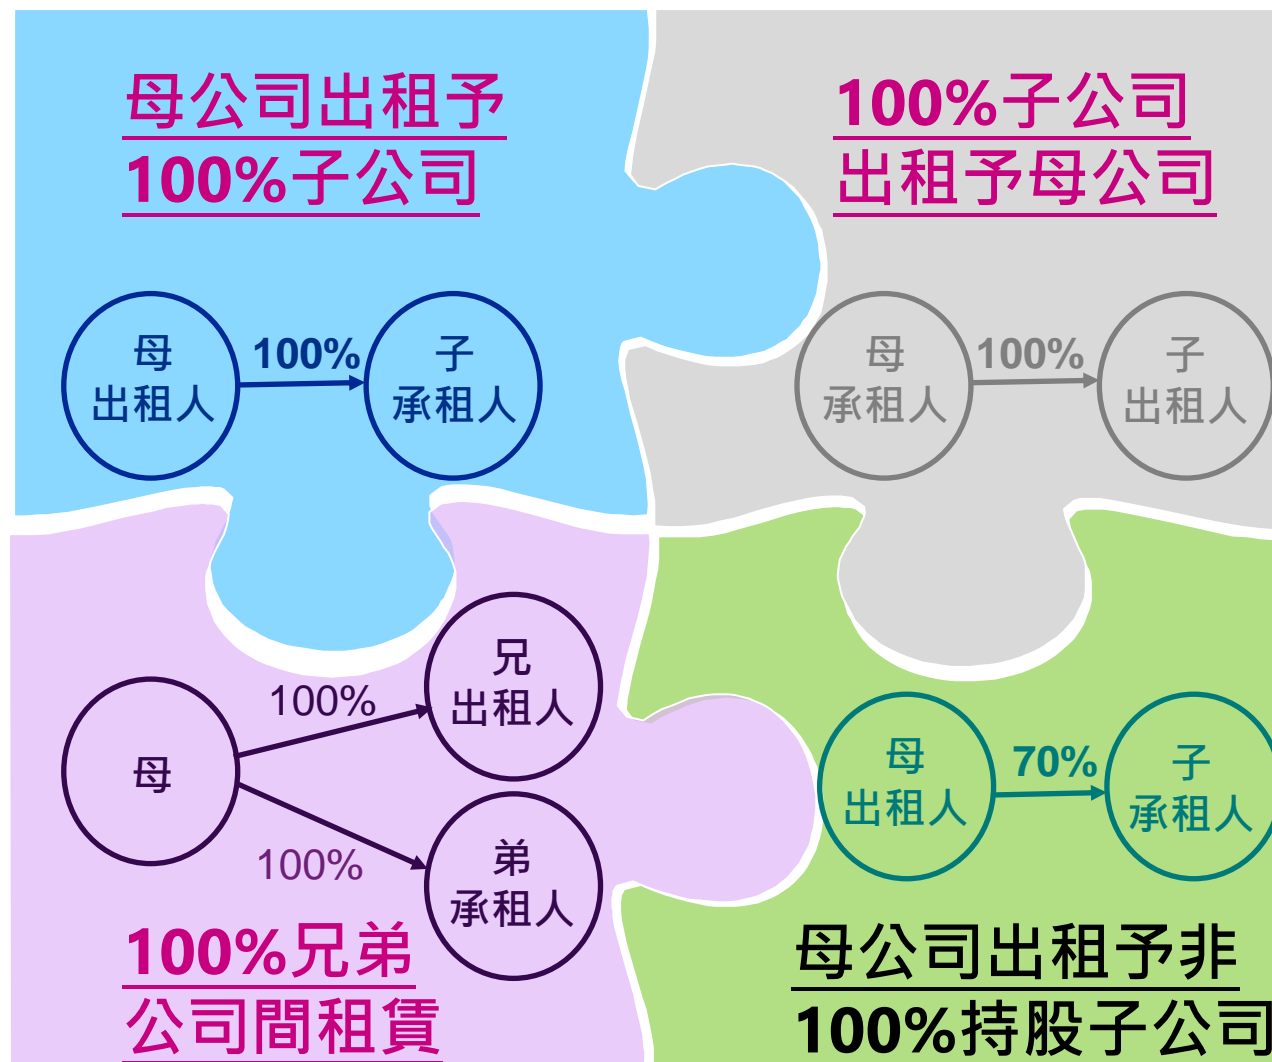 母公司出租予
100%子公司
母
出租人
100%
子
承租人
100%子公司
出租予母公司
母
承租人
100%
子
出租人
母
100%
兄
出租人
100%
弟
承租人
100%兄弟
公司間租賃
母
出租人
70%
子
承租人
母公司出租予非
100%持股子公司